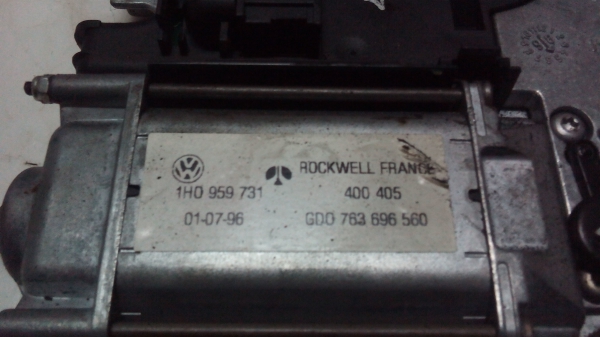 ROCKWELL FRANCE
1H0 959 731 400 405
01-07-96 GDO 763 696 560